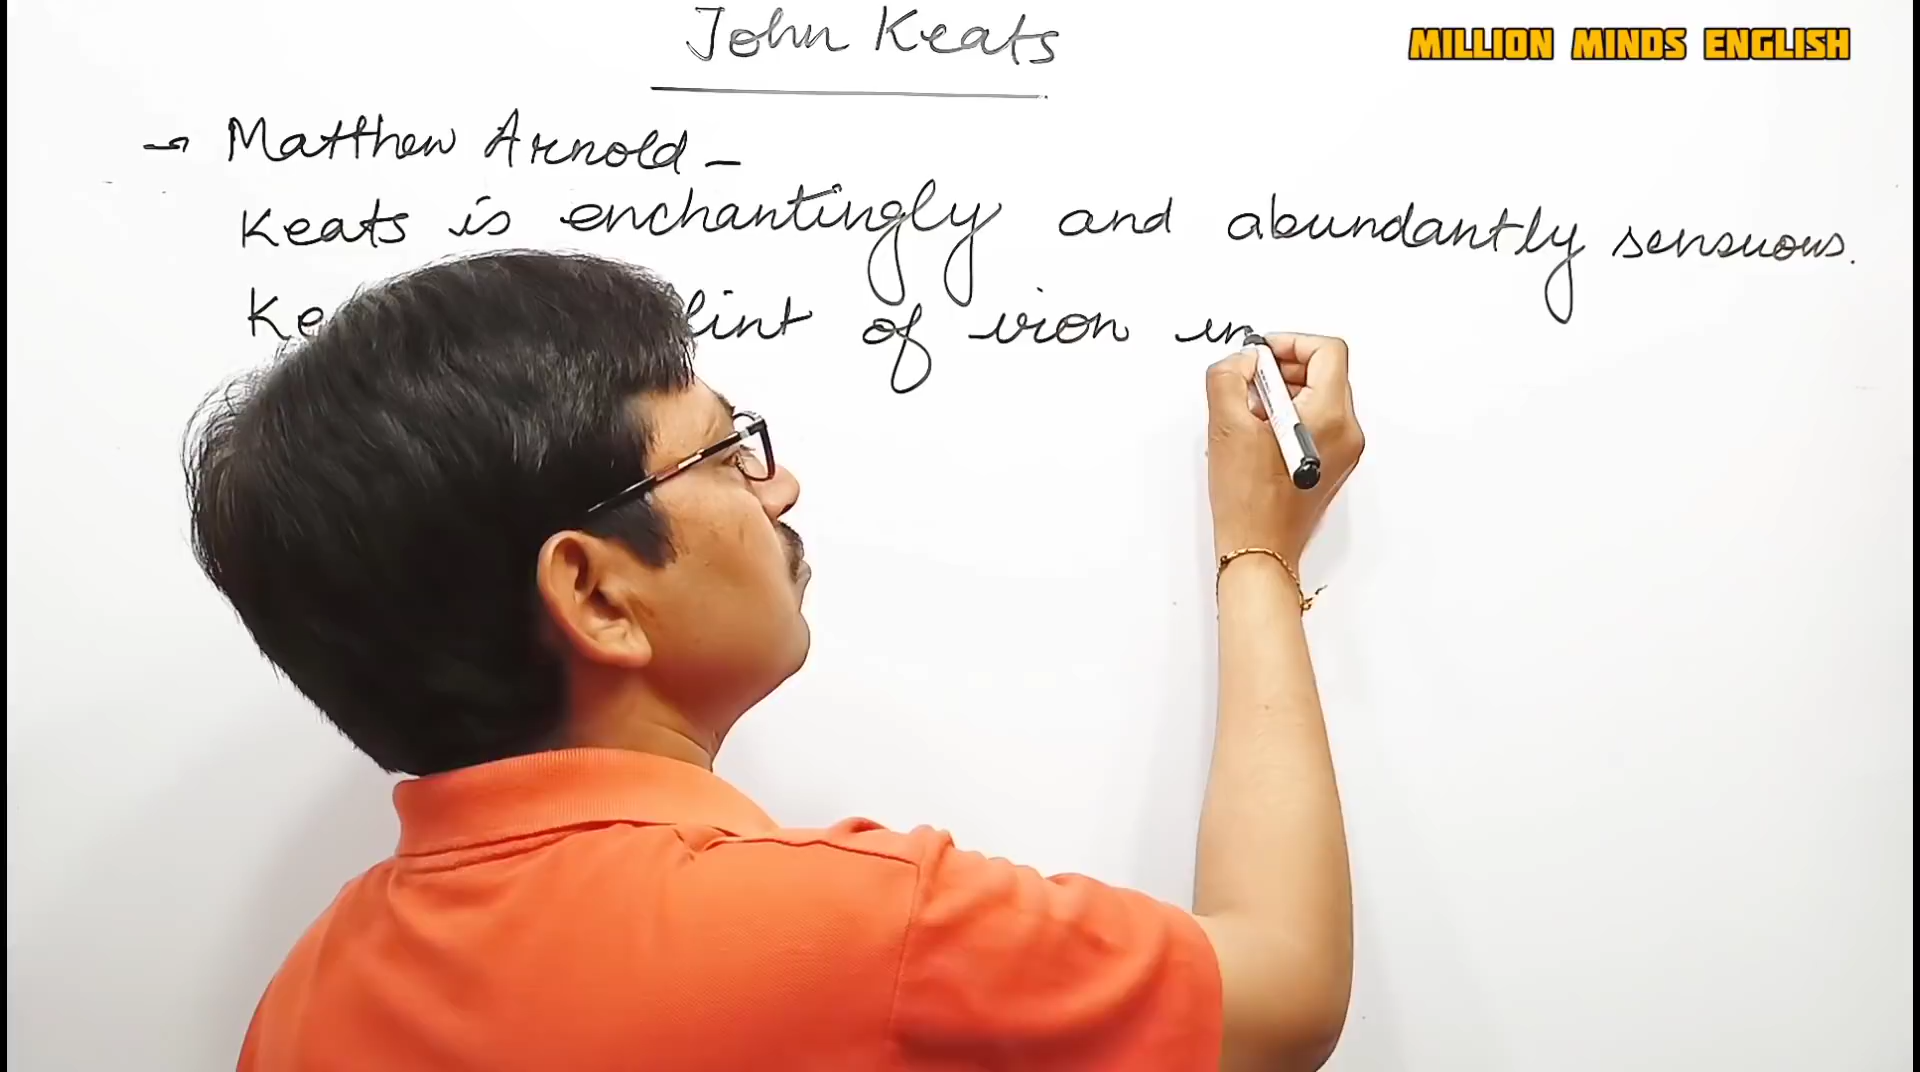 John Keats
MILLION MINDS ENGLISH
→ Matthew Arnold -
Keats is enchantingly and abundantly sensuous.
Ke lint of iron in